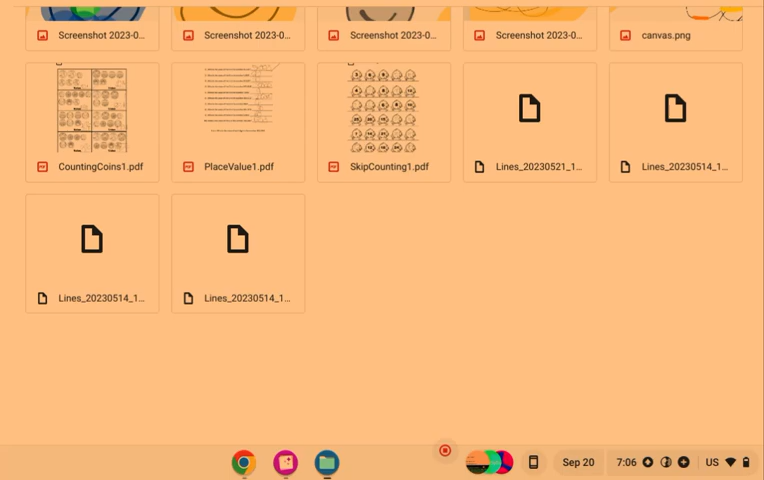 Screenshot 2023-0... Screenshot 2023-0... Screenshot 2023-0... Screenshot 2023-0... canvas.png
CountingCoins1.pdf PlaceValue1.pdf SkipCounting1.pdf Lines_20230521_1... Lines_20230514_1...
Lines_20230514_1... Lines_20230514_1...
Sep 20 7:06 US